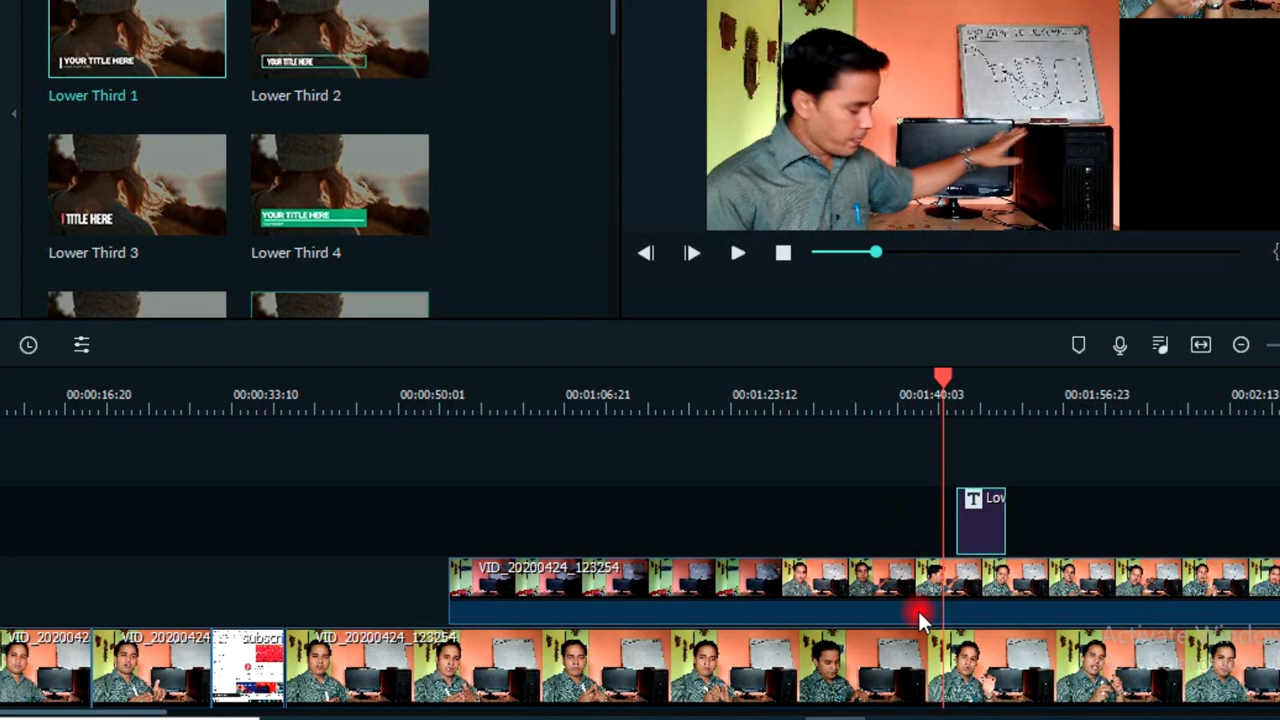 YOUR TITLE HERE
YOUR TITLE HERE
Lower Third 1
Lower Third 2
TITLE HERE
YOUR TITLE HERE
Lower Third 3
Lower Third 4
00:00:16:20
00:00:33:10
00:00:50:01
00:01:06:21
00:01:23:12
00:01:40:03
00:01:56:23
00:02:13
T Lov
VID_20200424_123254
Activate Window
VID_2020042
VID_20200424
subscri
VID_20200424_123254